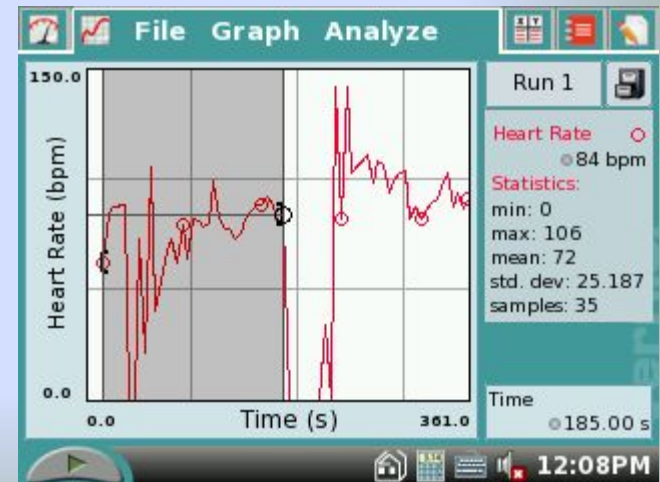 File Graph Analyze
X Y
150.0
Heart Rate (bpm)
0.0
0.0
Time (s)
361.0
Run 1
Heart Rate
84 bpm
Statistics:
min: 0
max: 106
mean: 72
std. dev: 25.187
samples: 35
Time
185.00 s
12:08PM